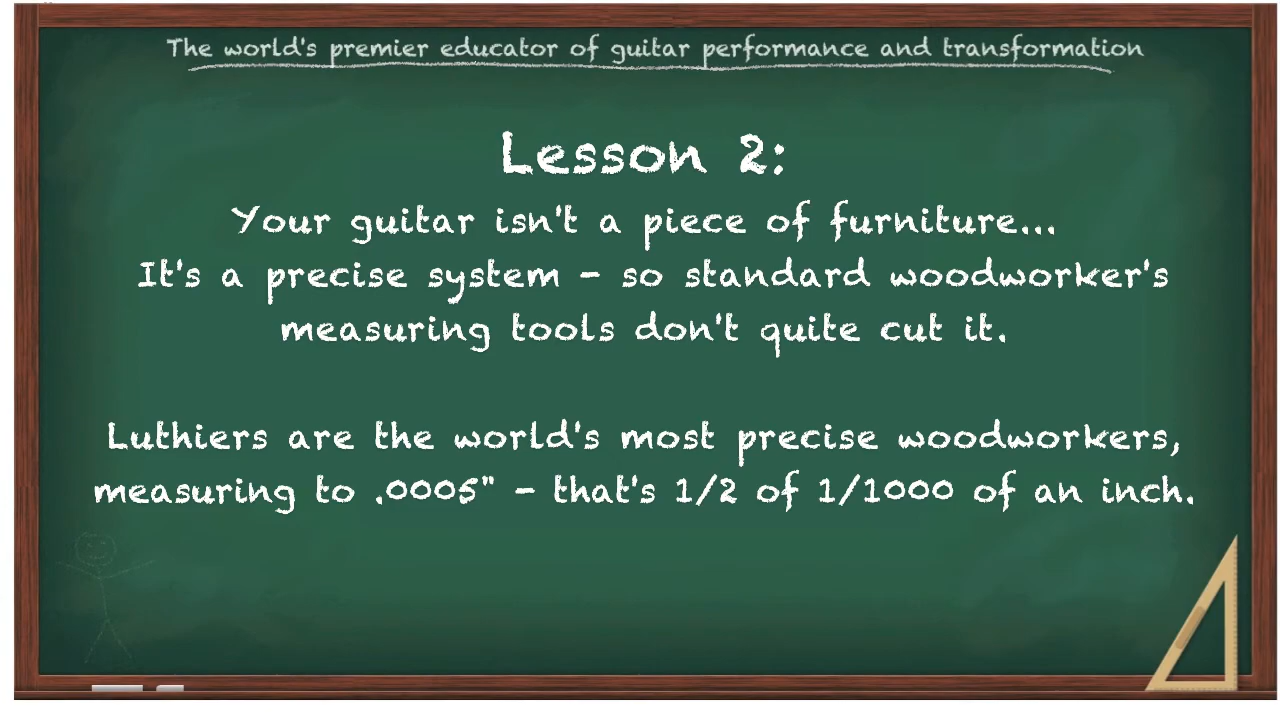 The world's premier educator of guitar performance and transformation
Lesson 2:
Your guitar isn't a piece of furniture...
It's a precise system - so standard woodworker's
measuring tools don't quite cut it.
Luthiers are the world's most precise woodworkers,
measuring to .0005" - that's 1/2 of 1/1000 of an inch.